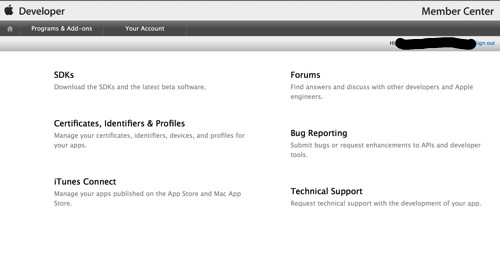 Developer
Member Center
Programs & Add-ons
Your Account
Hi
Sign out
SDKs
Download the SDKs and the latest beta software.
Certificates, Identifiers & Profiles
Manage your certificates, identifiers, devices, and profiles for
your apps.
iTunes Connect
Manage your apps published on the App Store and Mac App
Store.
Forums
Find answers and discuss with other developers and Apple
engineers.
Bug Reporting
Submit bugs or request enhancements to APIs and developer
tools.
Technical Support
Request technical support with the development of your app.